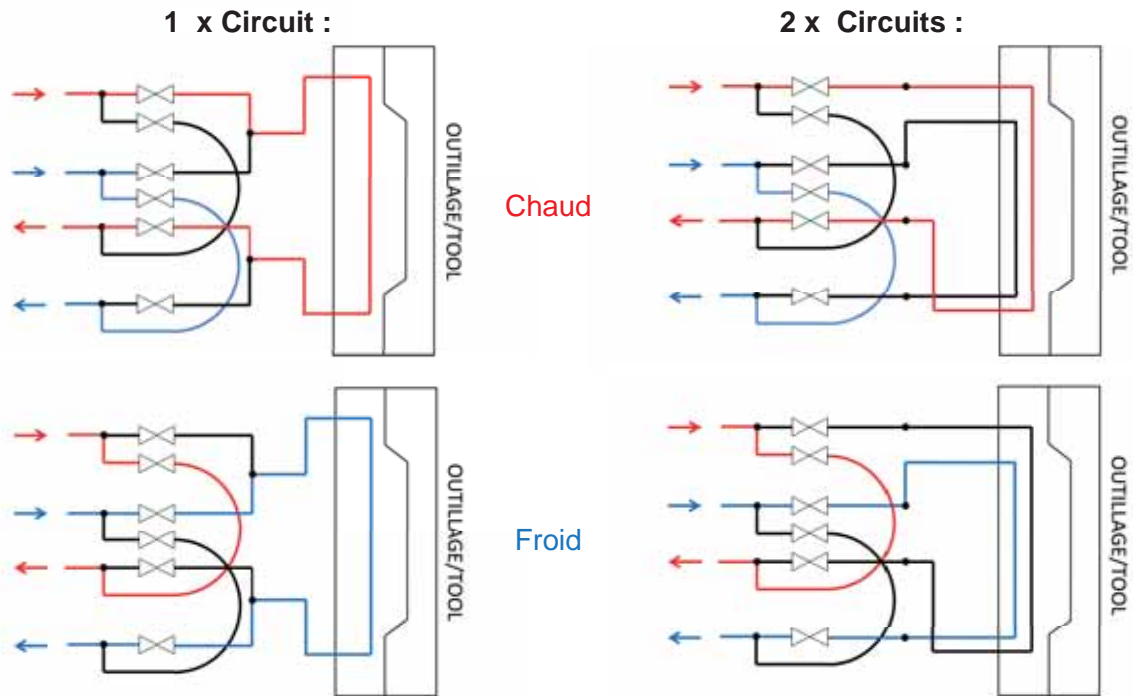 1 x Circuit :
2 x Circuits :
OUTILLAGE/TOOL
OUTILLAGE/TOOL
Chaud
OUTILLAGE/TOOL
OUTILLAGE/TOOL
Froid